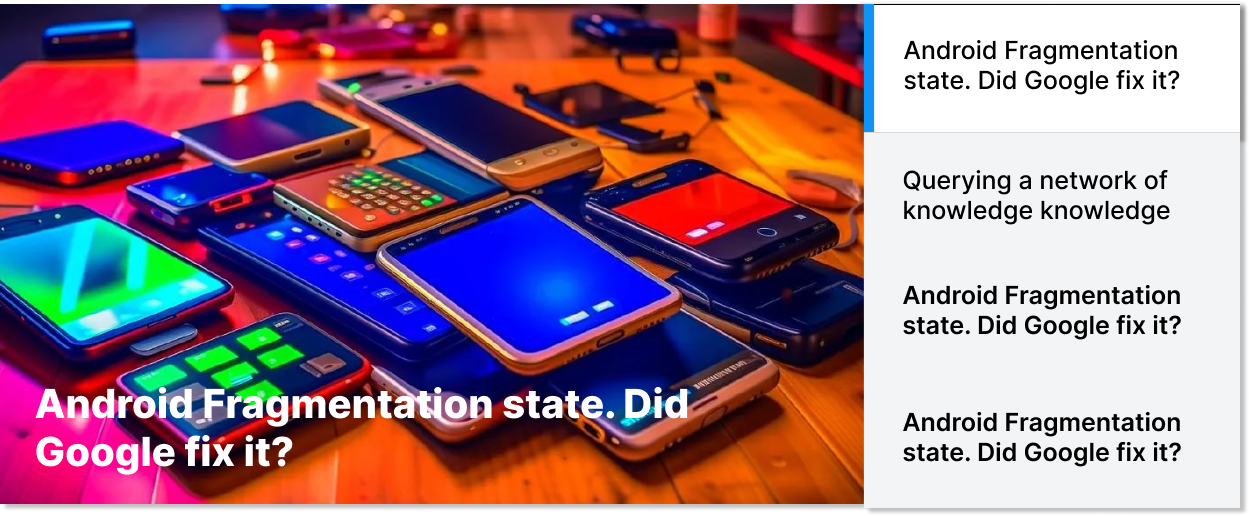 Android Fragmentation state. Did
Google fix it?
Android Fragmentation
state. Did Google fix it?
Querying a network of
knowledge knowledge
Android Fragmentation
state. Did Google fix it?
Android Fragmentation
state. Did Google fix it?